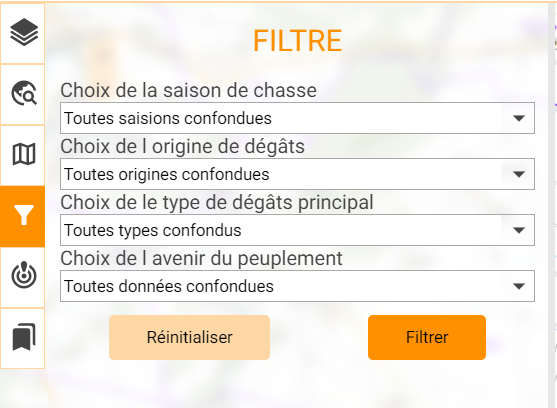 FILTRE
Choix de la saison de chasse
Toutes saisions confondues
Choix de l origine de dégâts
Toutes origines confondues
Choix de le type de dégâts principal
Toutes types confondus
Choix de l avenir du peuplement
Toutes données confondues
Réinitialiser
Filtrer